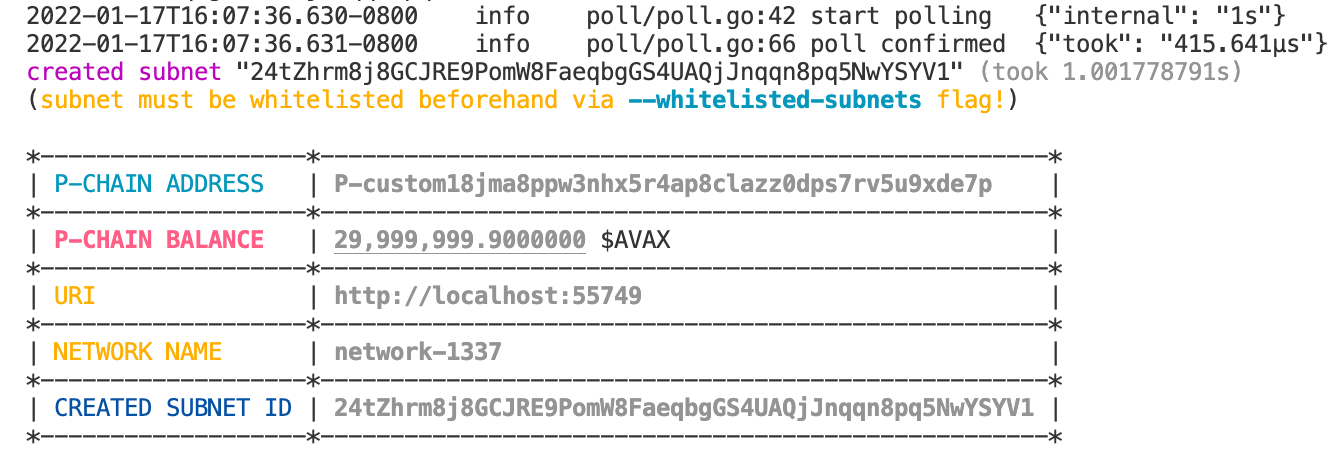 2022-01-17T16:07:36.630-0800    info    poll/poll.go:42 start polling   {"internal": "1s"}
2022-01-17T16:07:36.631-0800    info    poll/poll.go:66 poll confirmed  {"took": "415.641µs"}
created subnet "24tZhrm8j8GCJRE9PomW8FaeqbgGS4UAQjJnqqn8pq5NwYSYV1" (took 1.001778791s)
(subnet must be whitelisted beforehand via --whitelisted-subnets flag!)

*-------------------*----------------------------------------------------*
| P-CHAIN ADDRESS   | P-custom18jma8ppw3nhx5r4ap8clazz0dps7rv5u9xde7p    |
*-------------------*----------------------------------------------------*
| P-CHAIN BALANCE   | 29,999,999.9000000 $AVAX                           |
*-------------------*----------------------------------------------------*
| URI               | http://localhost:55749                             |
*-------------------*----------------------------------------------------*
| NETWORK NAME      | network-1337                                       |
*-------------------*----------------------------------------------------*
| CREATED SUBNET ID | 24tZhrm8j8GCJRE9PomW8FaeqbgGS4UAQjJnqqn8pq5NwYSYV1 |
*-------------------*----------------------------------------------------*